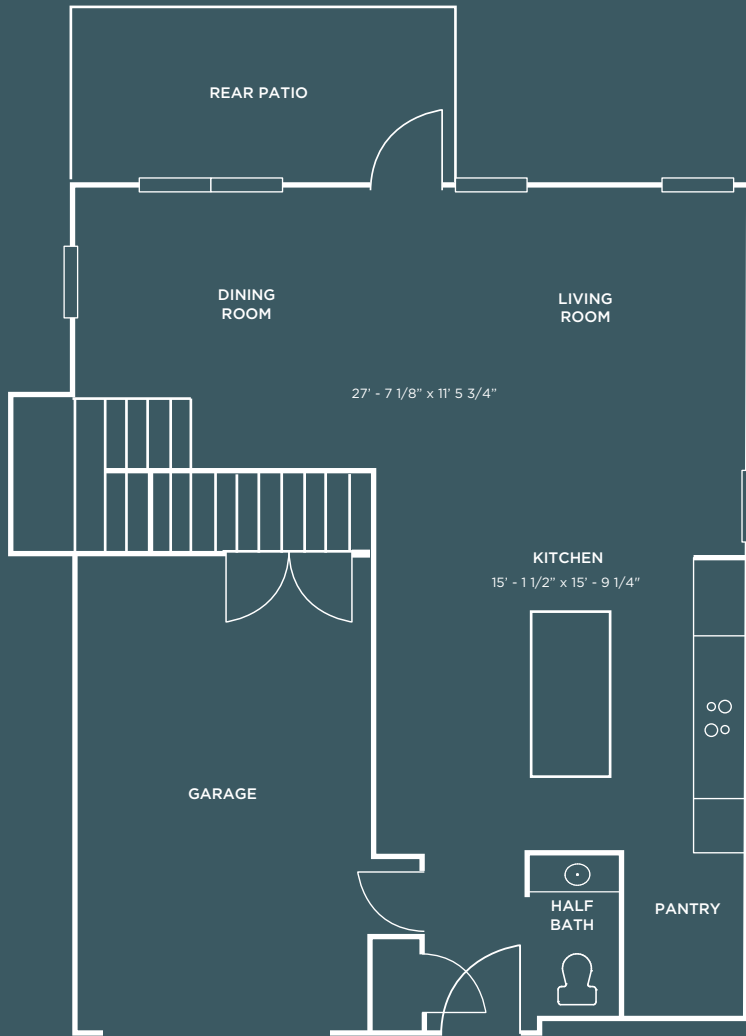 REAR PATIO
DINING
ROOM
LIVING
ROOM
27' - 7 1/8" x 11' 5 3/4"
KITCHEN
15' - 1 1/2" x 15' - 9 1/4"
GARAGE
HALF
BATH
PANTRY